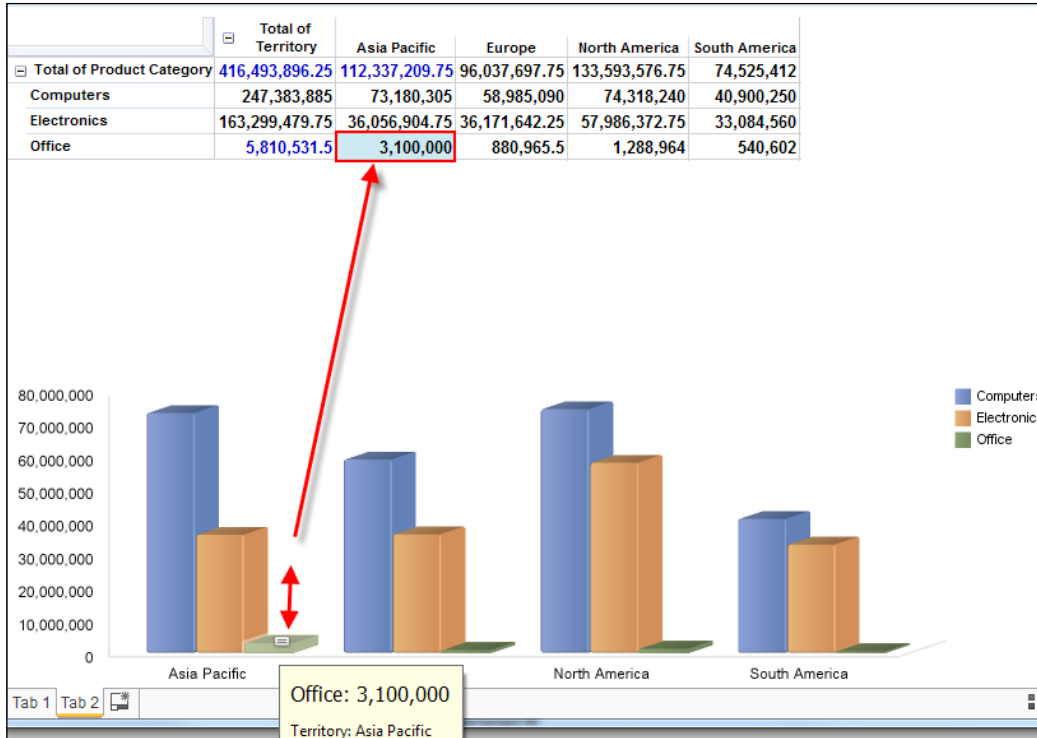 Total of Territory Asia Pacific Europe North America South America
Total of Product Category 416,493,896.25 112,337,209.75 96,037,697.75 133,593,576.75 74,525,412
Computers 247,383,885 73,180,305 58,985,090 74,318,240 40,900,250
Electronics 163,299,479.75 36,056,904.75 36,171,642.25 57,986,372.75 33,084,560
Office 5,810,531.5 3,100,000 880,965.5 1,288,964 540,602
80,000,000
70,000,000
60,000,000
50,000,000
40,000,000
30,000,000
20,000,000
10,000,000
0
Computers
Electronic
Office
Asia Pacific North America South America
Office: 3,100,000
Territory: Asia Pacific
Tab 1 Tab 2